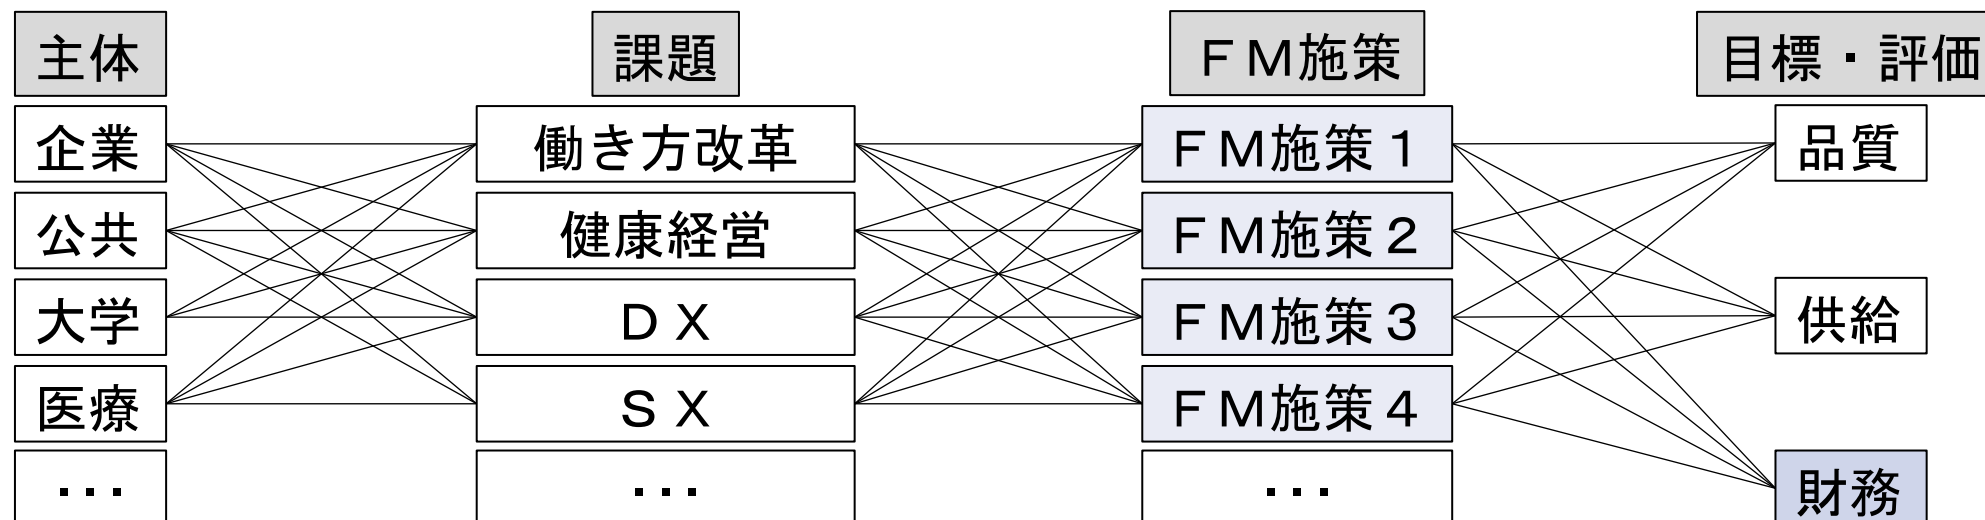 主体
課題
ＦＭ施策
目標・評価
企業
働き方改革
ＦＭ施策１
品質
公共
健康経営
ＦＭ施策２
大学
ＤＸ
ＦＭ施策３
供給
医療
ＳＸ
ＦＭ施策４
・・・
・・・
・・・
財務